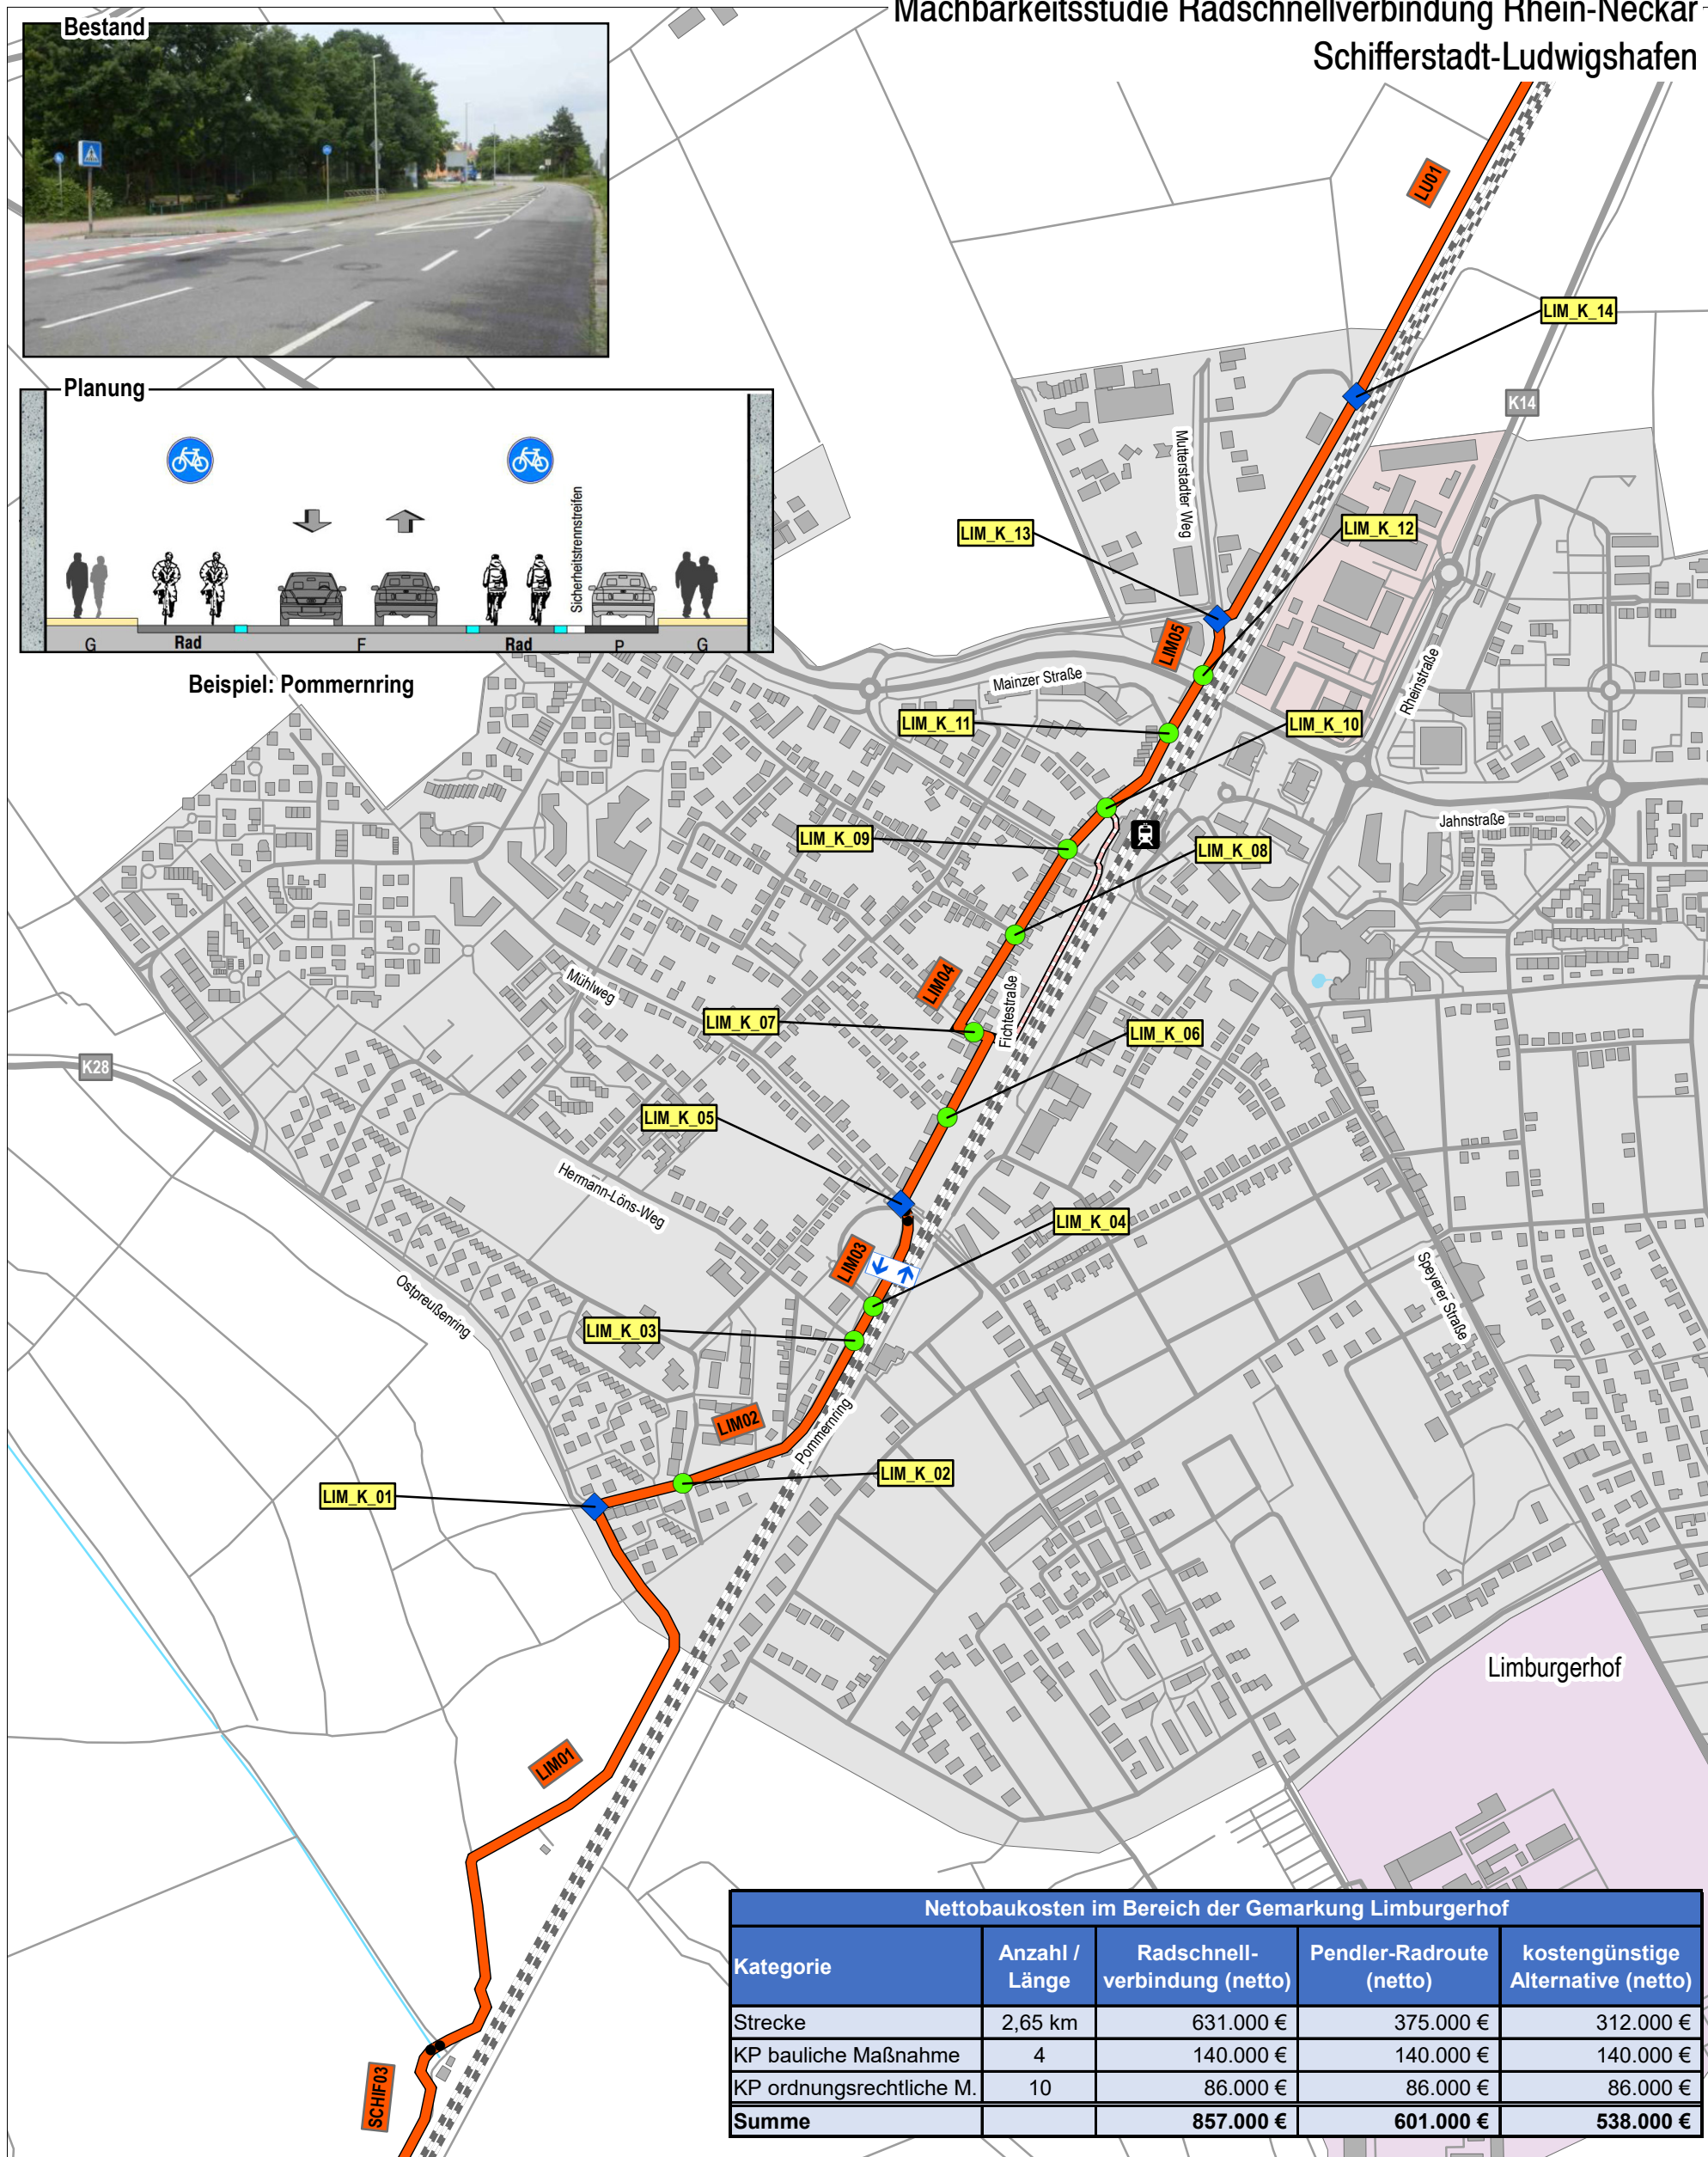 Machbarkeitsstudie Radschnellverbindung Rhein-Neckar
Schifferstadt-Ludwigshafen
Bestand
Planung
Sicherheitstrennstreifen
G
Rad
F
Rad
P
G
Beispiel: Pommernring
LU01
LIM_K_14
K14
Mutterstadter Weg
LIM_K_13
LIM_K_12
LIM05
Mainzer Straße
Rheinstraße
LIM_K_11
LIM_K_10
Jahnstraße
LIM_K_09
LIM_K_08
Mühlweg
LIM04
Fichtestraße
LIM_K_07
LIM_K_06
K28
LIM_K_05
Hermann-Löns-Weg
LIM_K_04
LIM03
Ostpreußenring
Speyerer Straße
LIM_K_03
LIM02
Pommernring
LIM_K_02
LIM_K_01
Limburgerhof
LIM01
SCHIF03
Nettobaukosten im Bereich der Gemarkung Limburgerhof
Kategorie
Anzahl /
Länge
Radschnell-
verbindung (netto)
Pendler-Radroute
(netto)
kostengünstige
Alternative (netto)
Strecke 2,65 km 631.000 € 375.000 € 312.000 €
KP bauliche Maßnahme 4 140.000 € 140.000 € 140.000 €
KP ordnungsrechtliche M. 10 86.000 € 86.000 € 86.000 €
Summe 857.000 € 601.000 € 538.000 €